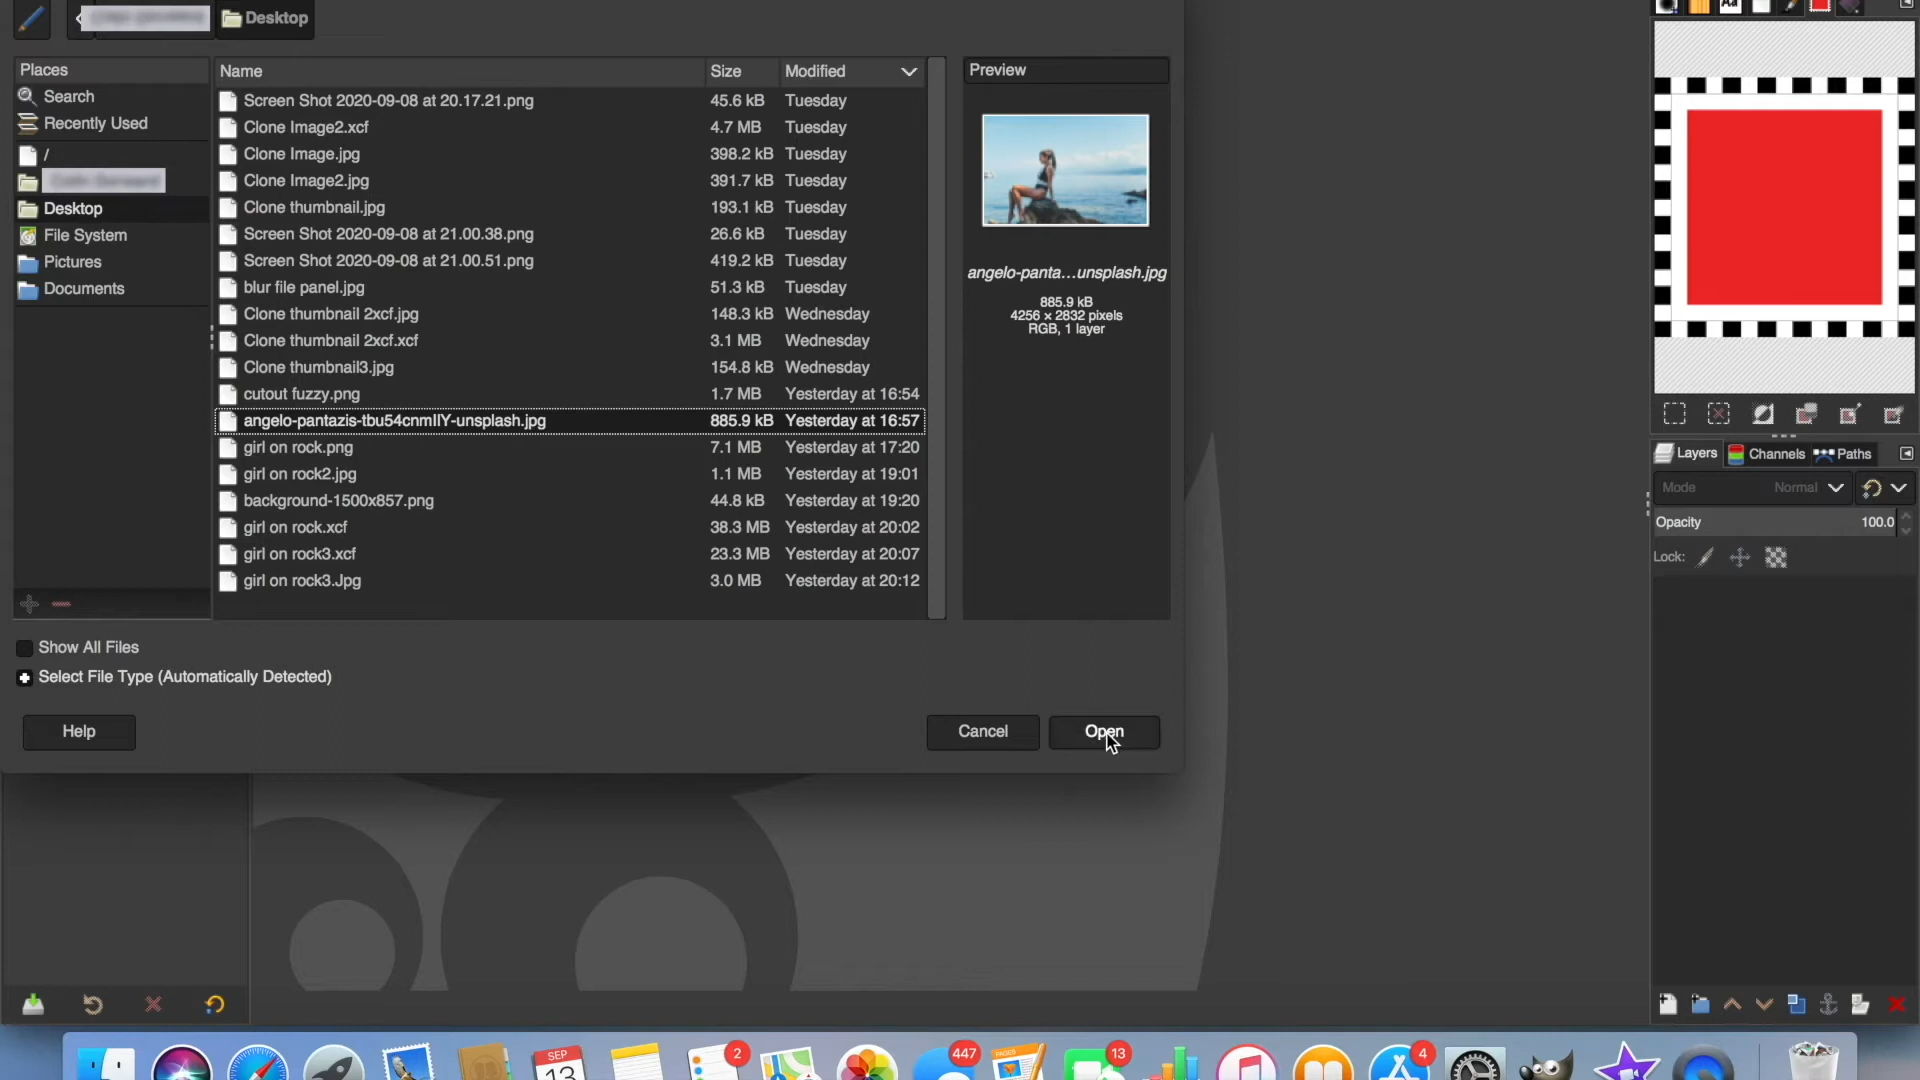 Desktop
Places
Name Size Modified
Preview
Search
Recently Used
/
Desktop
File System
Pictures
Documents
Screen Shot 2020-09-08 at 20.17.21.png 45.6 kB Tuesday
Clone Image2.xcf 4.7 MB Tuesday
Clone Image.jpg 398.2 kB Tuesday
Clone Image2.jpg 391.7 kB Tuesday
Clone thumbnail.jpg 193.1 kB Tuesday
Screen Shot 2020-09-08 at 21.00.38.png 26.6 kB Tuesday
Screen Shot 2020-09-08 at 21.00.51.png 419.2 kB Tuesday
blur file panel.jpg 51.3 kB Tuesday
Clone thumbnail 2xcf.jpg 148.3 kB Wednesday
Clone thumbnail 2xcf.xcf 3.1 MB Wednesday
Clone thumbnail3.jpg 154.8 kB Wednesday
cutout fuzzy.png 1.7 MB Yesterday at 16:54
angelo-pantazis-tbu54cnmIIY-unsplash.jpg 885.9 kB Yesterday at 16:57
girl on rock.png 7.1 MB Yesterday at 17:20
girl on rock2.jpg 1.1 MB Yesterday at 19:01
background-1500x857.png 44.8 kB Yesterday at 19:20
girl on rock.xcf 38.3 MB Yesterday at 20:02
girl on rock3.xcf 23.3 MB Yesterday at 20:07
girl on rock3.Jpg 3.0 MB Yesterday at 20:12
angelo-panta...unsplash.jpg
885.9 kB
4256 × 2832 pixels
RGB, 1 layer
Show All Files
Select File Type (Automatically Detected)
Help
Cancel
Open
Aa
Layers Channels Paths
Mode Normal
Opacity 100.0
Lock:
SEP
13
2
447
PAGES
13
4